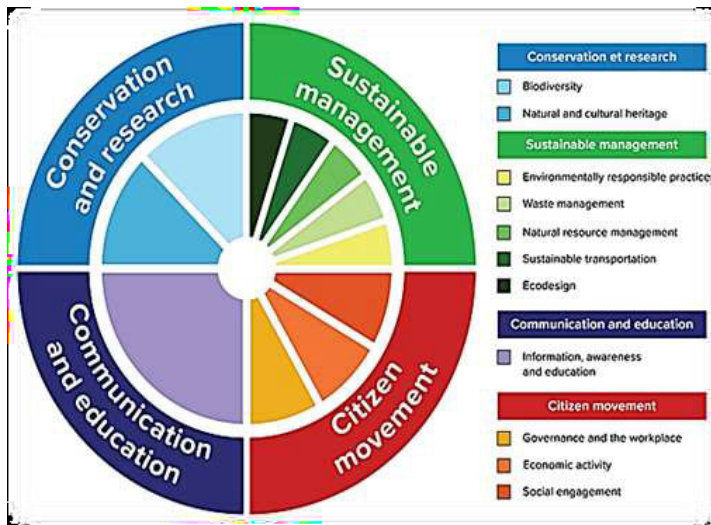 Conservation
and research
Sustainable
management
Communication
and education
Citizen
movement
Conservation et research
Biodiversity
Natural and cultural heritage
Sustainable management
Environmentally responsible practice
Waste management
Natural resource management
Sustainable transportation
Ecodesign
Communication and education
Information, awareness
and education
Citizen movement
Governance and the workplace
Economic activity
Social engagement